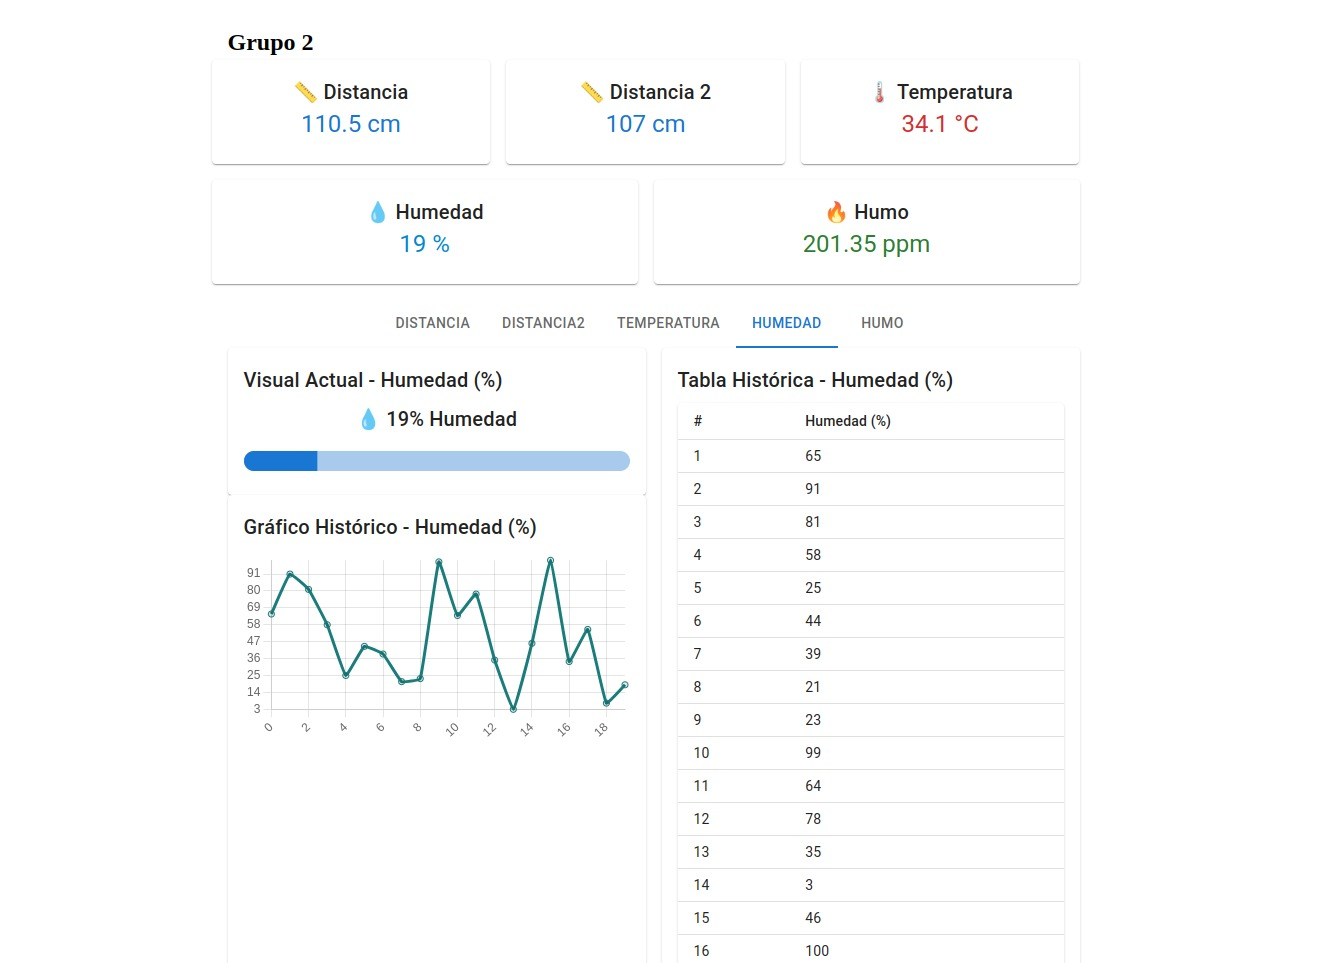 Grupo 2
Distancia
110.5 cm
Distancia 2
107 cm
Temperatura
34.1 °C
Humedad
19 %
Humo
201.35 ppm
DISTANCIA DISTANCIA2 TEMPERATURA HUMEDAD HUMO
Visual Actual - Humedad (%)
19% Humedad
Gráfico Histórico - Humedad (%)
91
80
69
58
47
36
25
14
3
0 2 4 6 8 10 12 14 16 18
Tabla Histórica - Humedad (%)
# Humedad (%)
1 65
2 91
3 81
4 58
5 25
6 44
7 39
8 21
9 23
10 99
11 64
12 78
13 35
14 3
15 46
16 100